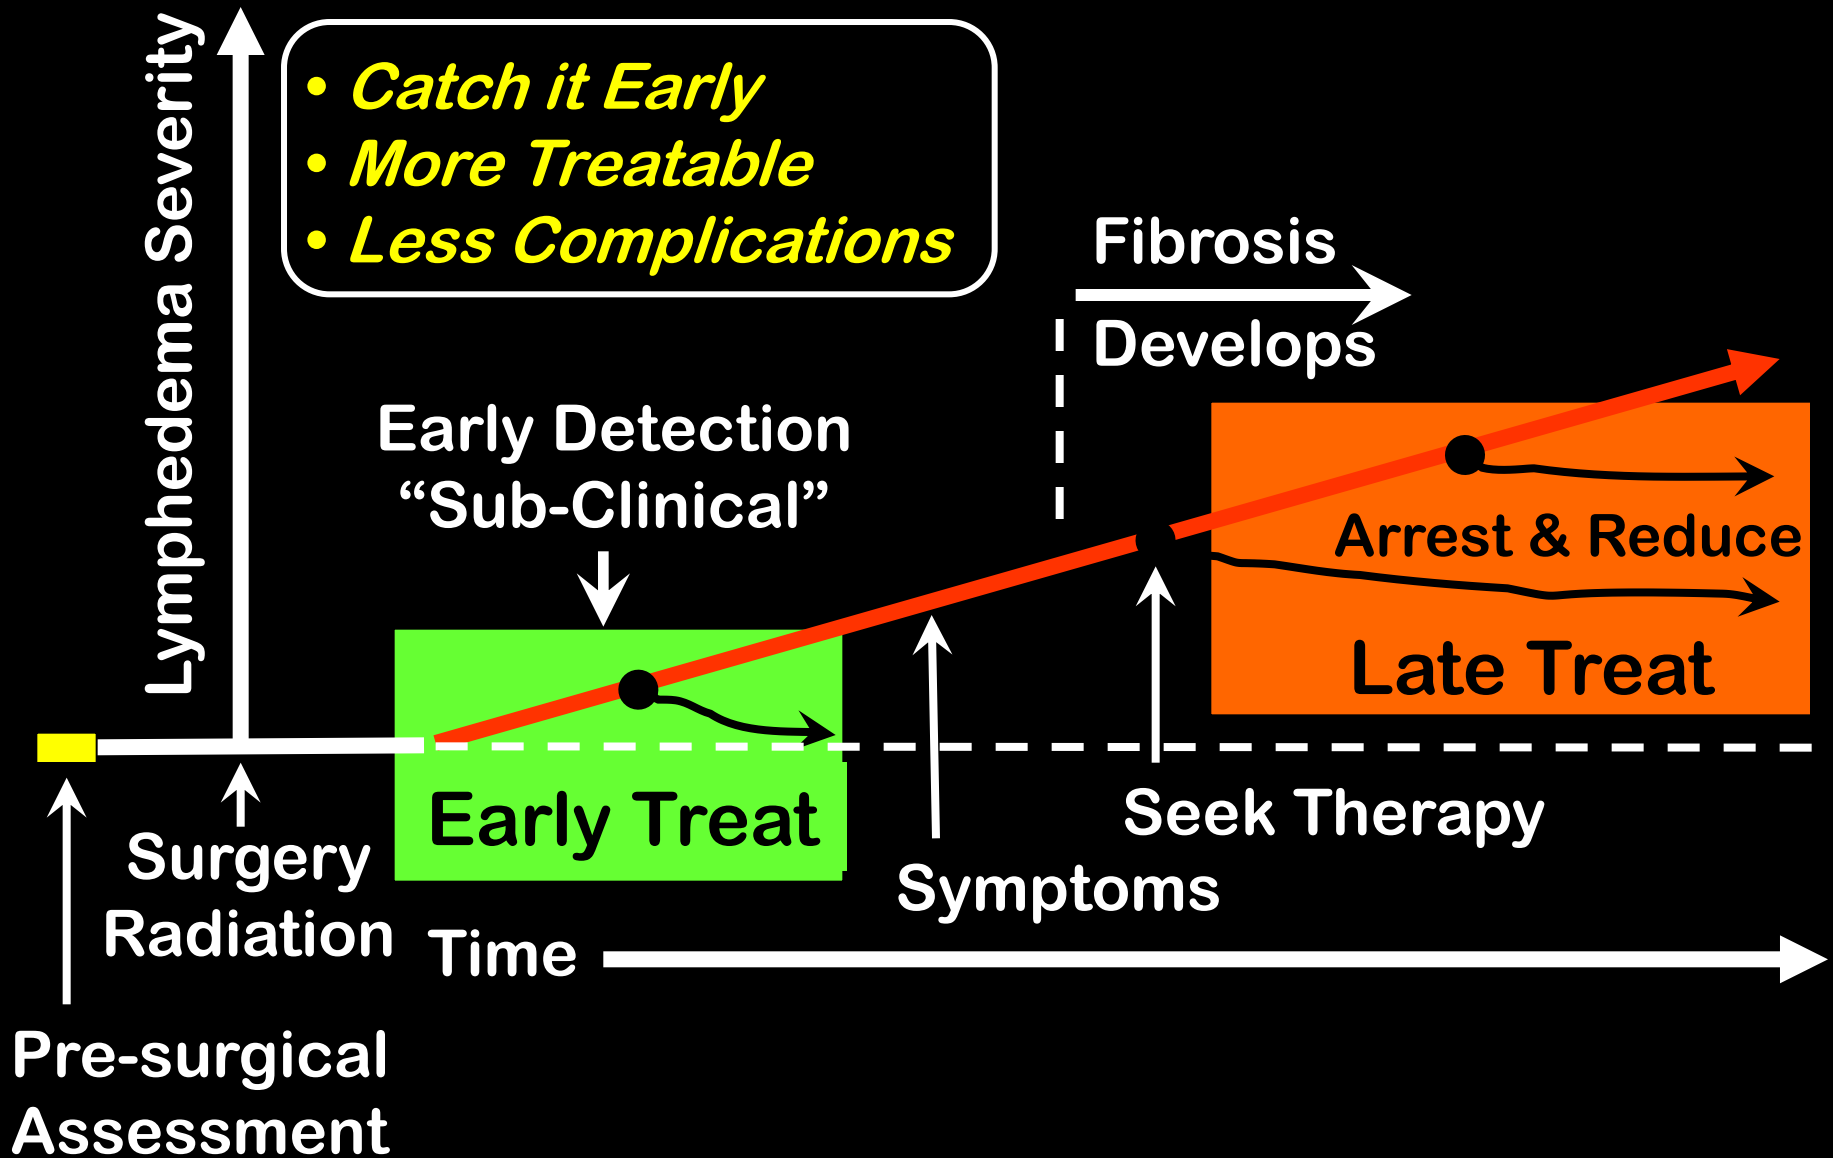 Lymphedema Severity
• Catch it Early
• More Treatable
• Less Complications
Fibrosis
Develops
Early Detection
“Sub-Clinical”
Arrest & Reduce
Late Treat
Early Treat
Seek Therapy
Symptoms
Surgery
Radiation
Time
Pre-surgical
Assessment